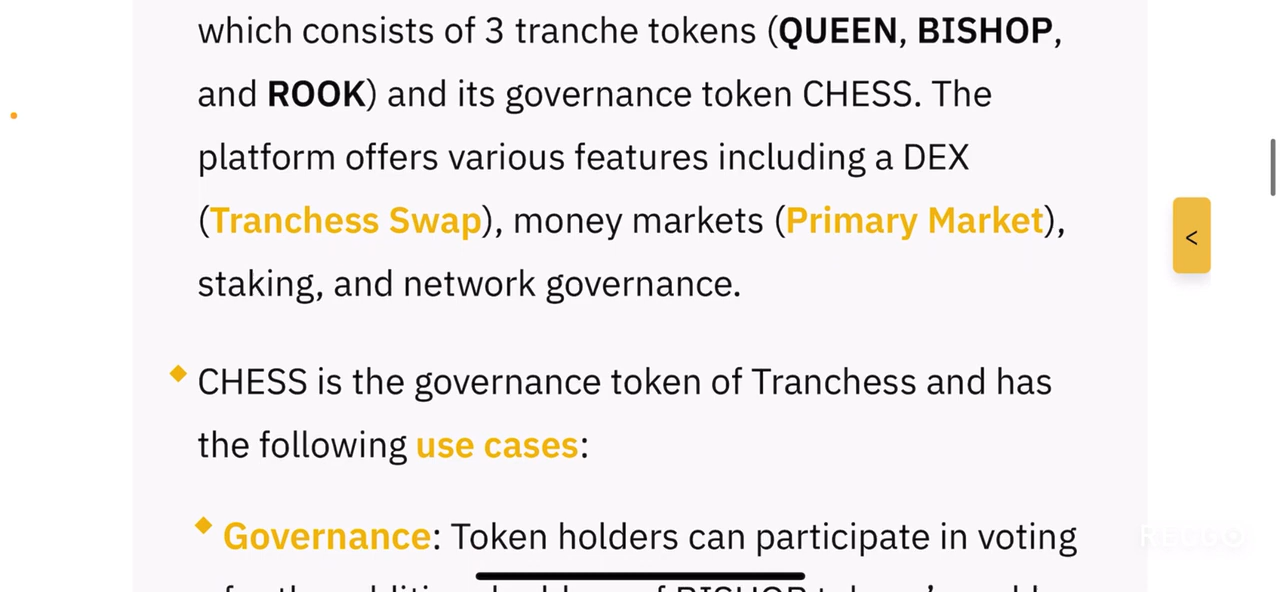 which consists of 3 tranche tokens (QUEEN, BISHOP,
and ROOK) and its governance token CHESS. The
platform offers various features including a DEX
(Tranchess Swap), money markets (Primary Market),
staking, and network governance.
CHESS is the governance token of Tranchess and has
the following use cases:
Governance: Token holders can participate in voting
<